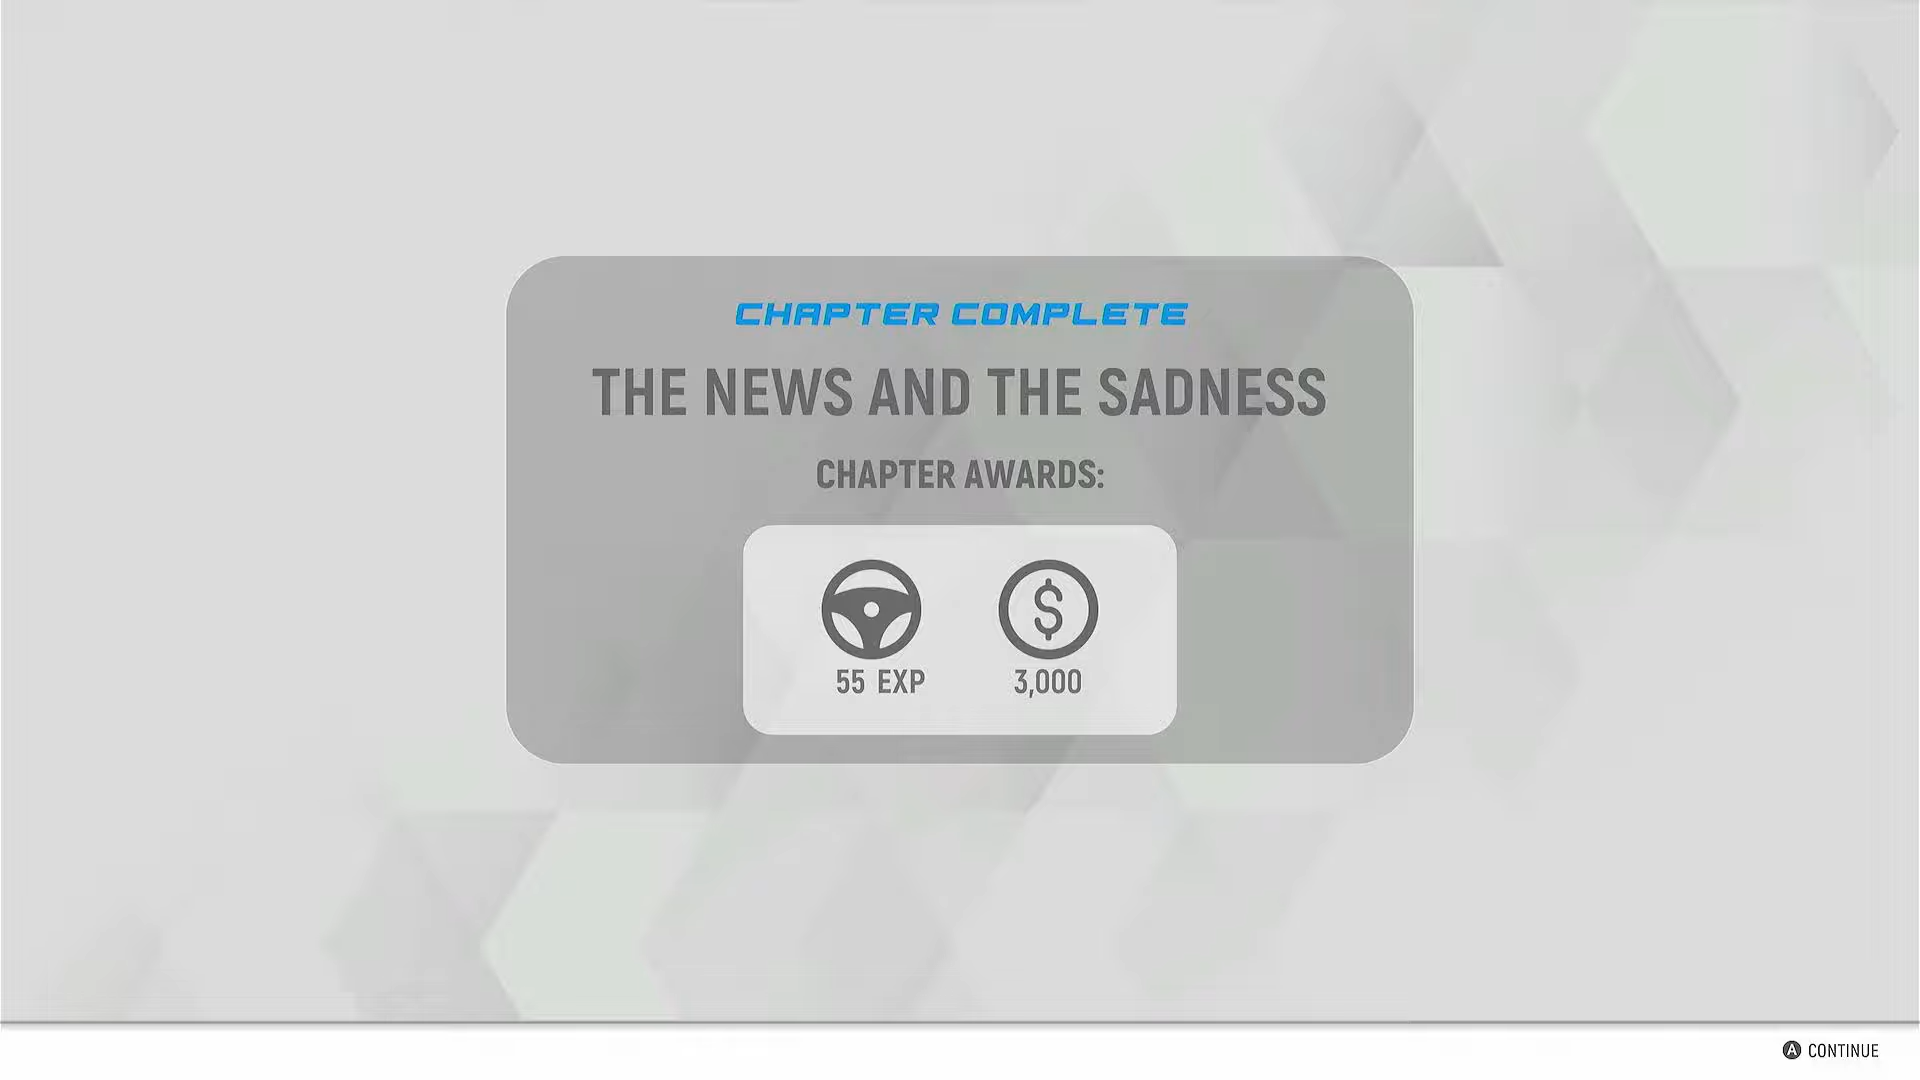 CHAPTER COMPLETE
THE NEWS AND THE SADNESS
CHAPTER AWARDS:
$
55 EXP 3,000
A CONTINUE